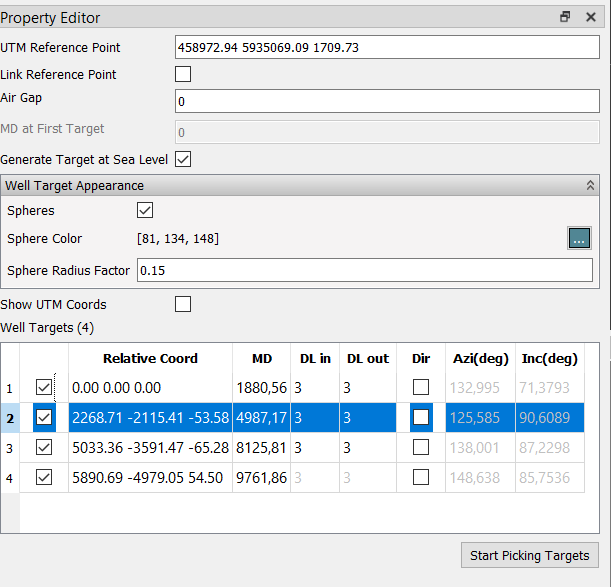 Property Editor
UTM Reference Point 458972.94 5935069.09 1709.73
Link Reference Point
Air Gap 0
MD at First Target 0
Generate Target at Sea Level
Well Target Appearance
Spheres
Sphere Color [81, 134, 148] ...
Sphere Radius Factor 0.15
Show UTM Coords
Well Targets (4)
Relative Coord MD DL in DL out Dir Azi(deg) Inc(deg)
1 0.00 0.00 0.00 1880,56 3 3 132,995 71,3793
2 2268.71 -2115.41 -53.58 4987,17 3 3 125,585 90,6089
3 5033.36 -3591.47 -65.28 8125,81 3 3 138,001 87,2298
4 5890.69 -4979.05 54.50 9761,86 3 3 148,638 85,7536
Start Picking Targets